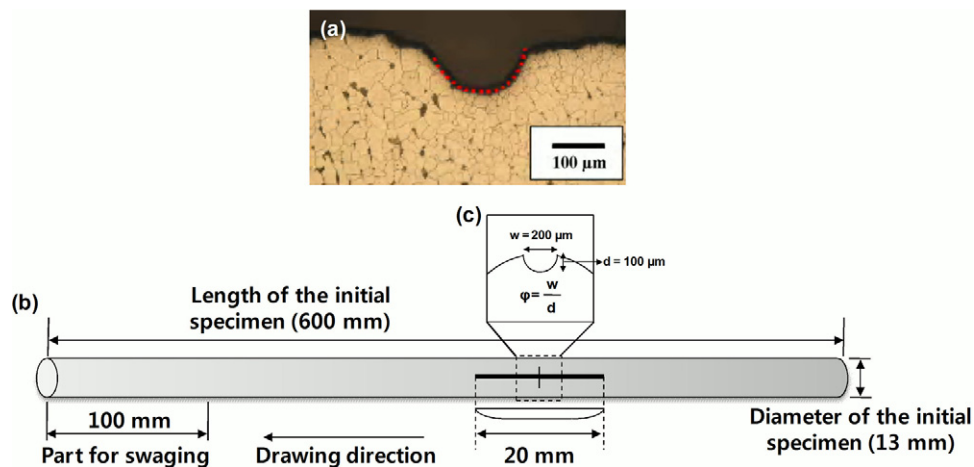 (a)
100 µm
(c)
w = 200 µm
d = 100 µm
φ = w
d
(b)
Length of the initial
specimen (600 mm)
100 mm
Part for swaging
Drawing direction
20 mm
Diameter of the initial
specimen (13 mm)